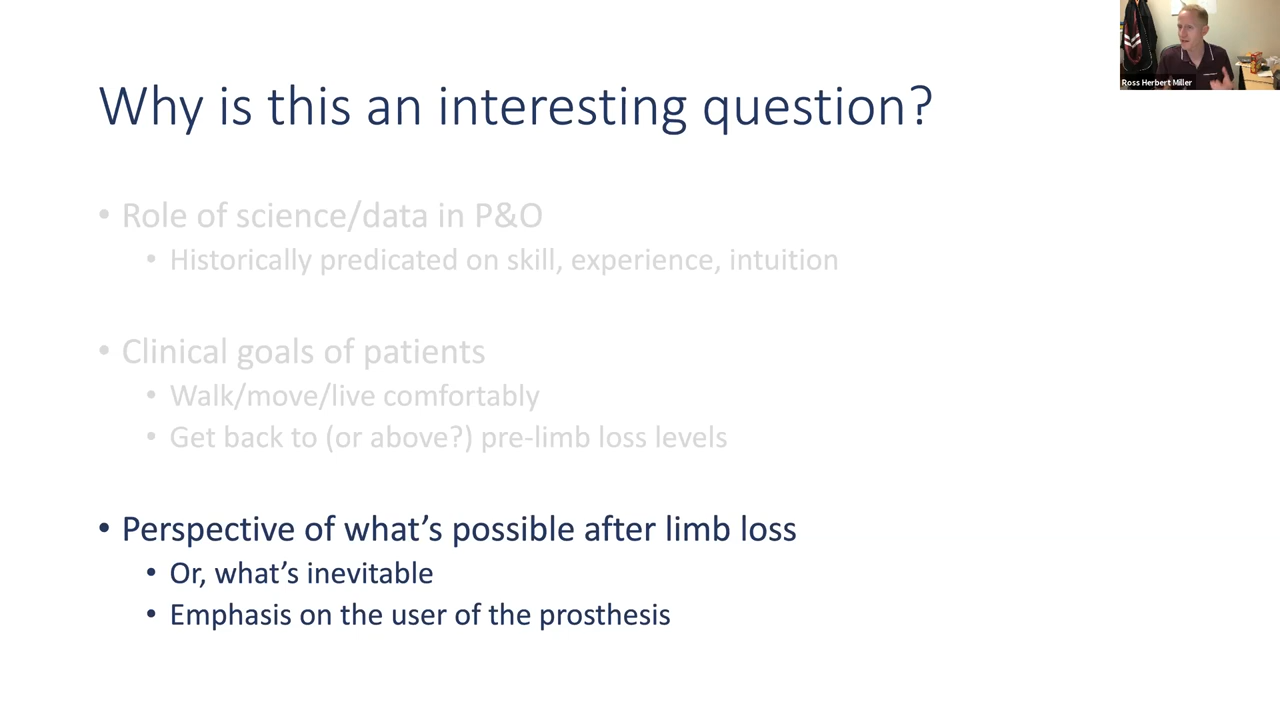 Why is this an interesting question?
• Role of science/data in P&O
• Historically predicated on skill, experience, intuition
• Clinical goals of patients
• Walk/move/live comfortably
• Get back to (or above?) pre-limb loss levels
• Perspective of what's possible after limb loss
• Or, what's inevitable
• Emphasis on the user of the prosthesis
Ross Herbert Miller